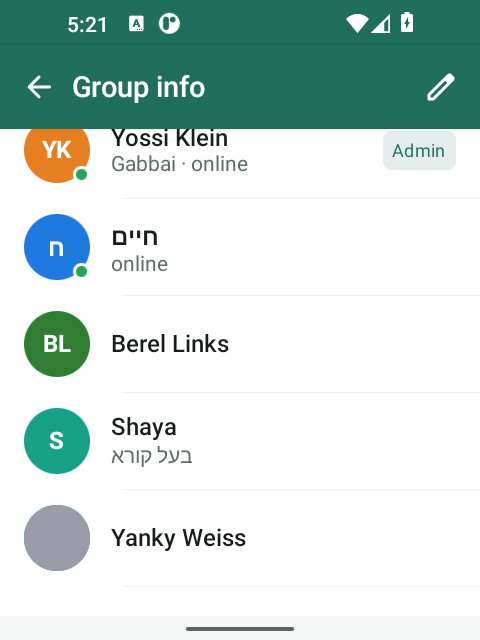 5:21
A
Group info
YK
Yossi Klein
Gabbai · online
Admin
ח
חיים
online
BL
Berel Links
S
Shaya
בעל קורא
Yanky Weiss